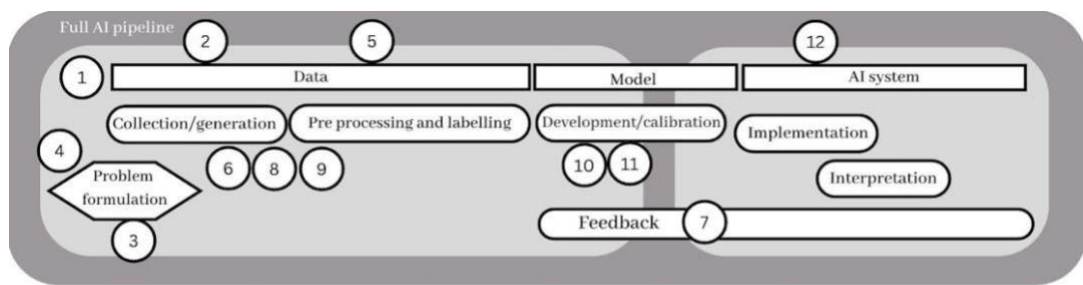 Full AI pipeline
2
5
12
1
Data
Model
AI system
Collection/generation
Pre processing and labelling
Development/calibration
Implementation
4
6
8
9
10
11
Problem
formulation
Interpretation
3
Feedback
7